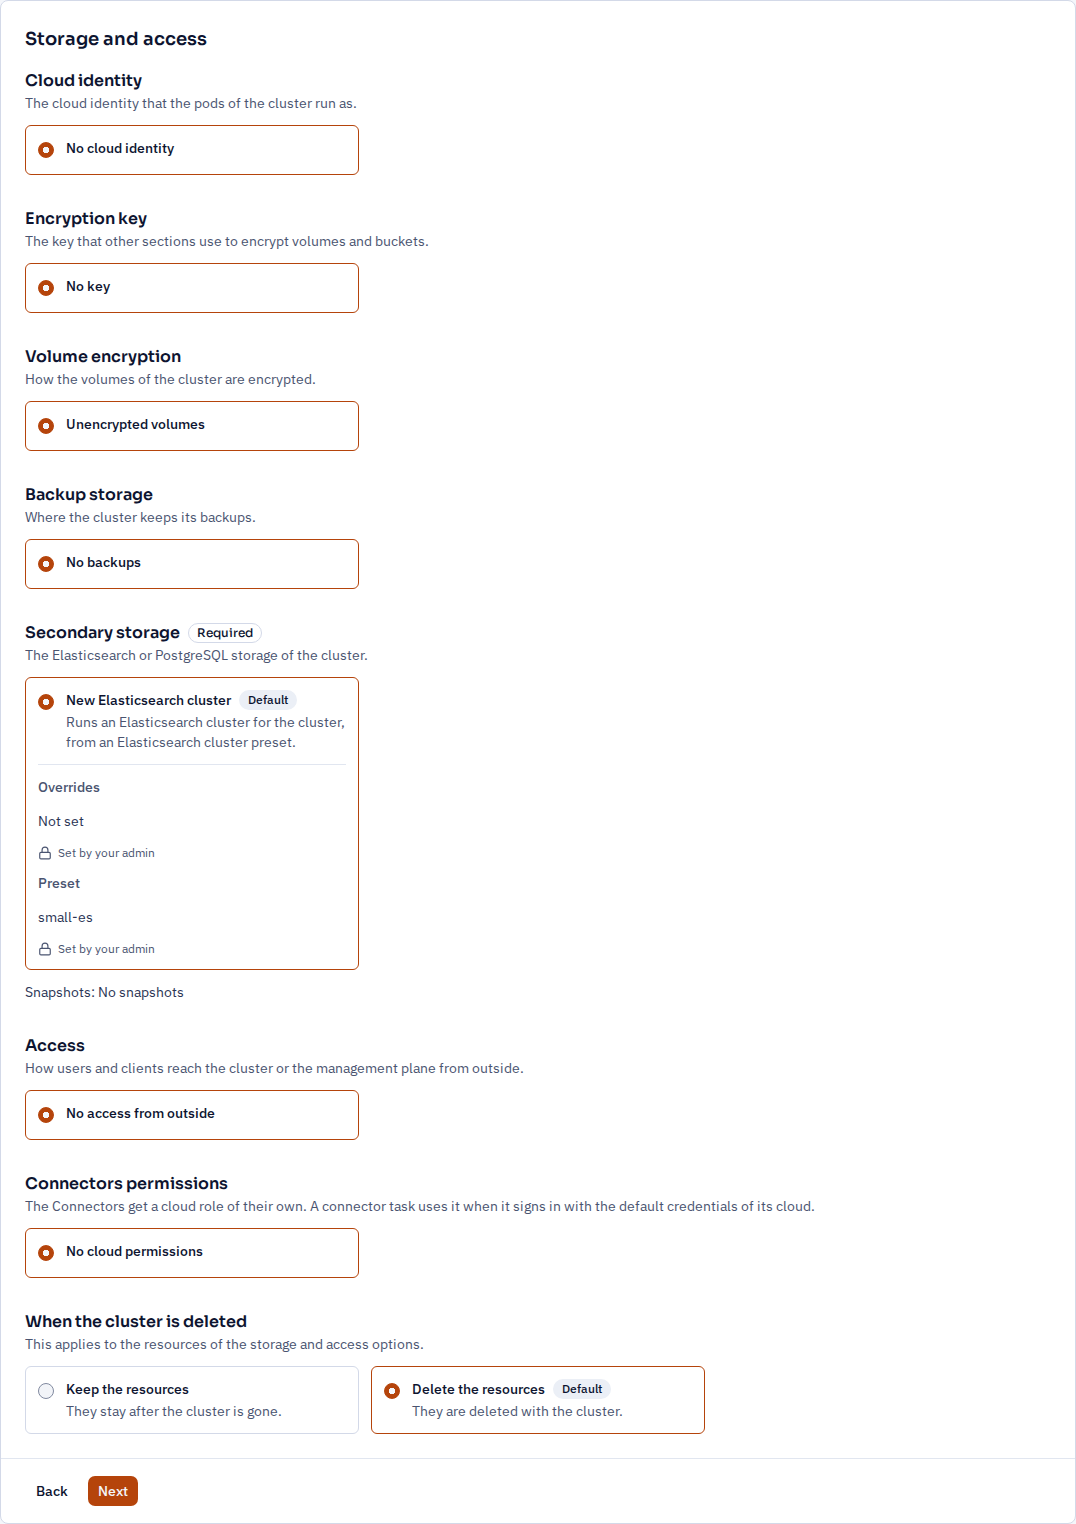 Storage and access
Cloud identity
The cloud identity that the pods of the cluster run as.
No cloud identity
Encryption key
The key that other sections use to encrypt volumes and buckets.
No key
Volume encryption
How the volumes of the cluster are encrypted.
Unencrypted volumes
Backup storage
Where the cluster keeps its backups.
No backups
Secondary storage Required
The Elasticsearch or PostgreSQL storage of the cluster.
New Elasticsearch cluster Default
Runs an Elasticsearch cluster for the cluster,
from an Elasticsearch cluster preset.
Overrides
Not set
Set by your admin
Preset
small-es
Set by your admin
Snapshots: No snapshots
Access
How users and clients reach the cluster or the management plane from outside.
No access from outside
Connectors permissions
The Connectors get a cloud role of their own. A connector task uses it when it signs in with the default credentials of its cloud.
No cloud permissions
When the cluster is deleted
This applies to the resources of the storage and access options.
Keep the resources
They stay after the cluster is gone.
Delete the resources Default
They are deleted with the cluster.
Back Next